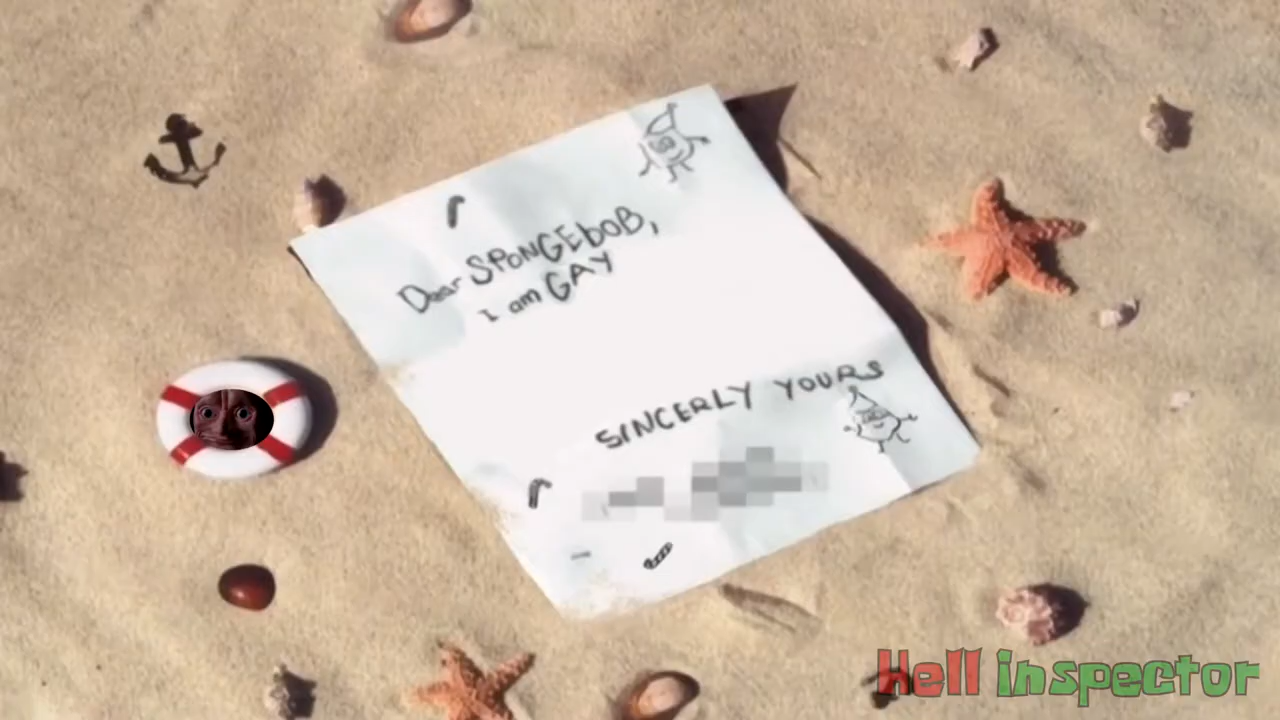 Dear SPONGEbOB,
I am GAY
SINCERLY YOURS
Hell inspector